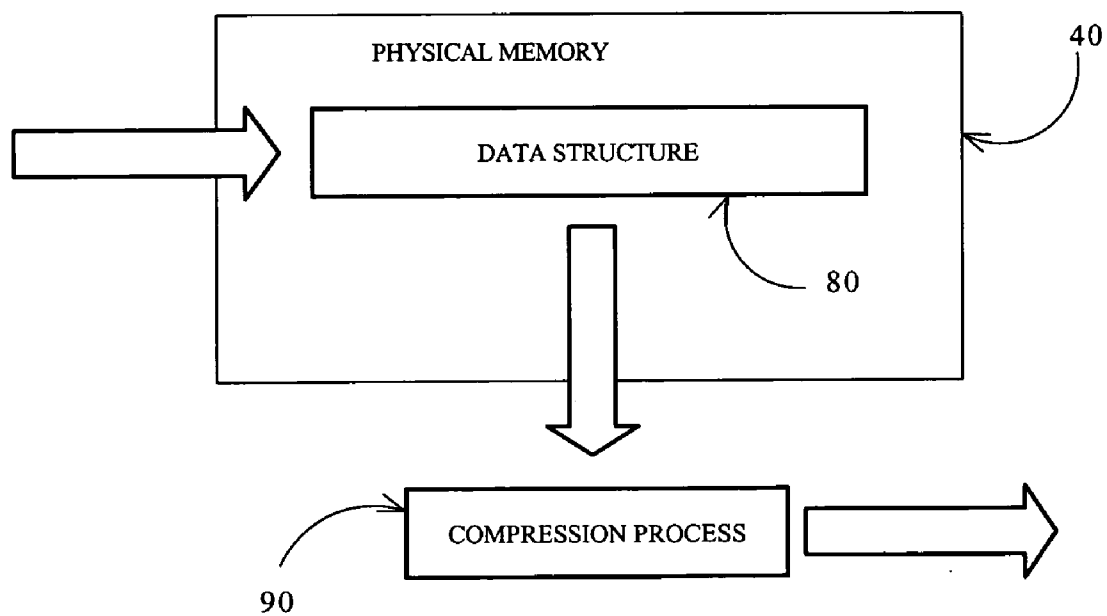 PHYSICAL MEMORY
40
DATA STRUCTURE
80
COMPRESSION PROCESS
90